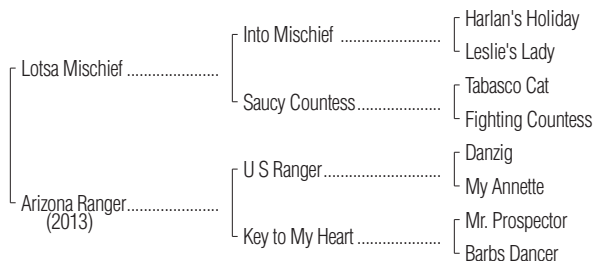 Harlan's Holiday
Into Mischief ....................
Leslie's Lady
Lotsa Mischief ......................
Tabasco Cat
Saucy Countess.................
Fighting Countess
Danzig
U S Ranger........................
My Annette
Arizona Ranger......................
(2013)
Mr. Prospector
Key to My Heart .................
Barbs Dancer